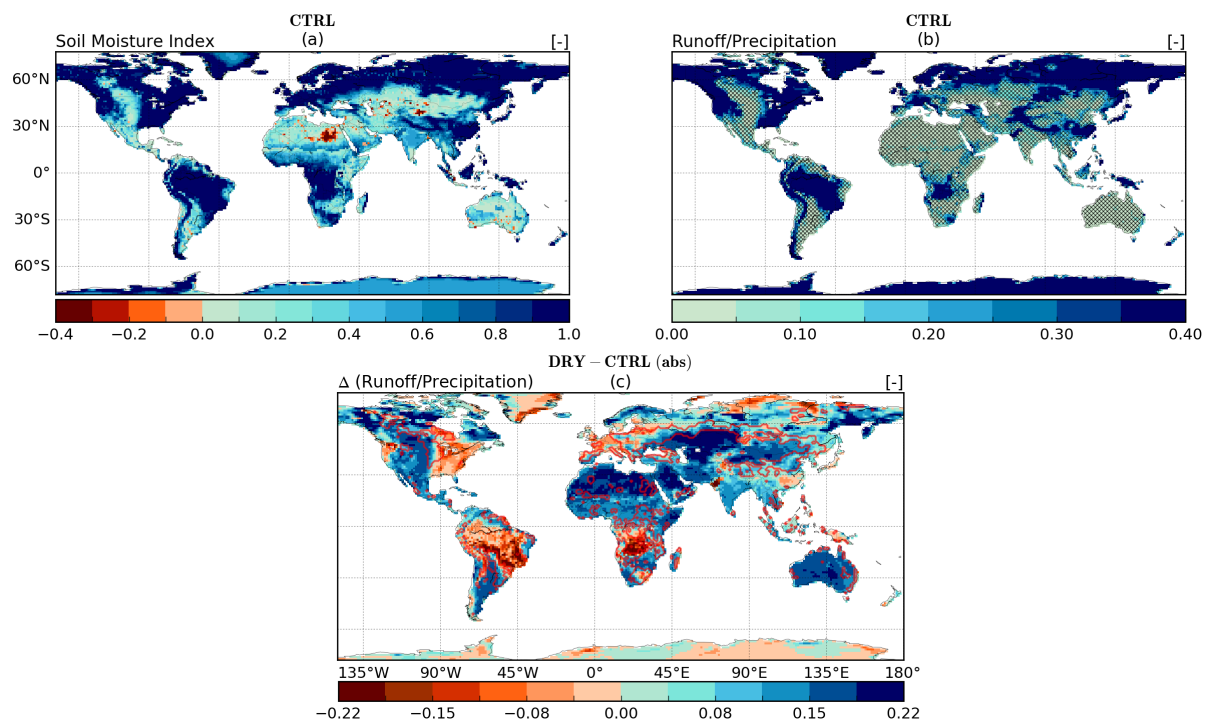 CTRL
Soil Moisture Index (a) [-]
60°N
30°N
0°
30°S
60°S
−0.4 −0.2 0.0 0.2 0.4 0.6 0.8 1.0
CTRL
Runoff/Precipitation (b) [-]
0.00 0.10 0.20 0.30 0.40
DRY − CTRL (abs)
Δ (Runoff/Precipitation) (c) [-]
135°W 90°W 45°W 0° 45°E 90°E 135°E 180°
−0.22 −0.15 −0.08 0.00 0.08 0.15 0.22